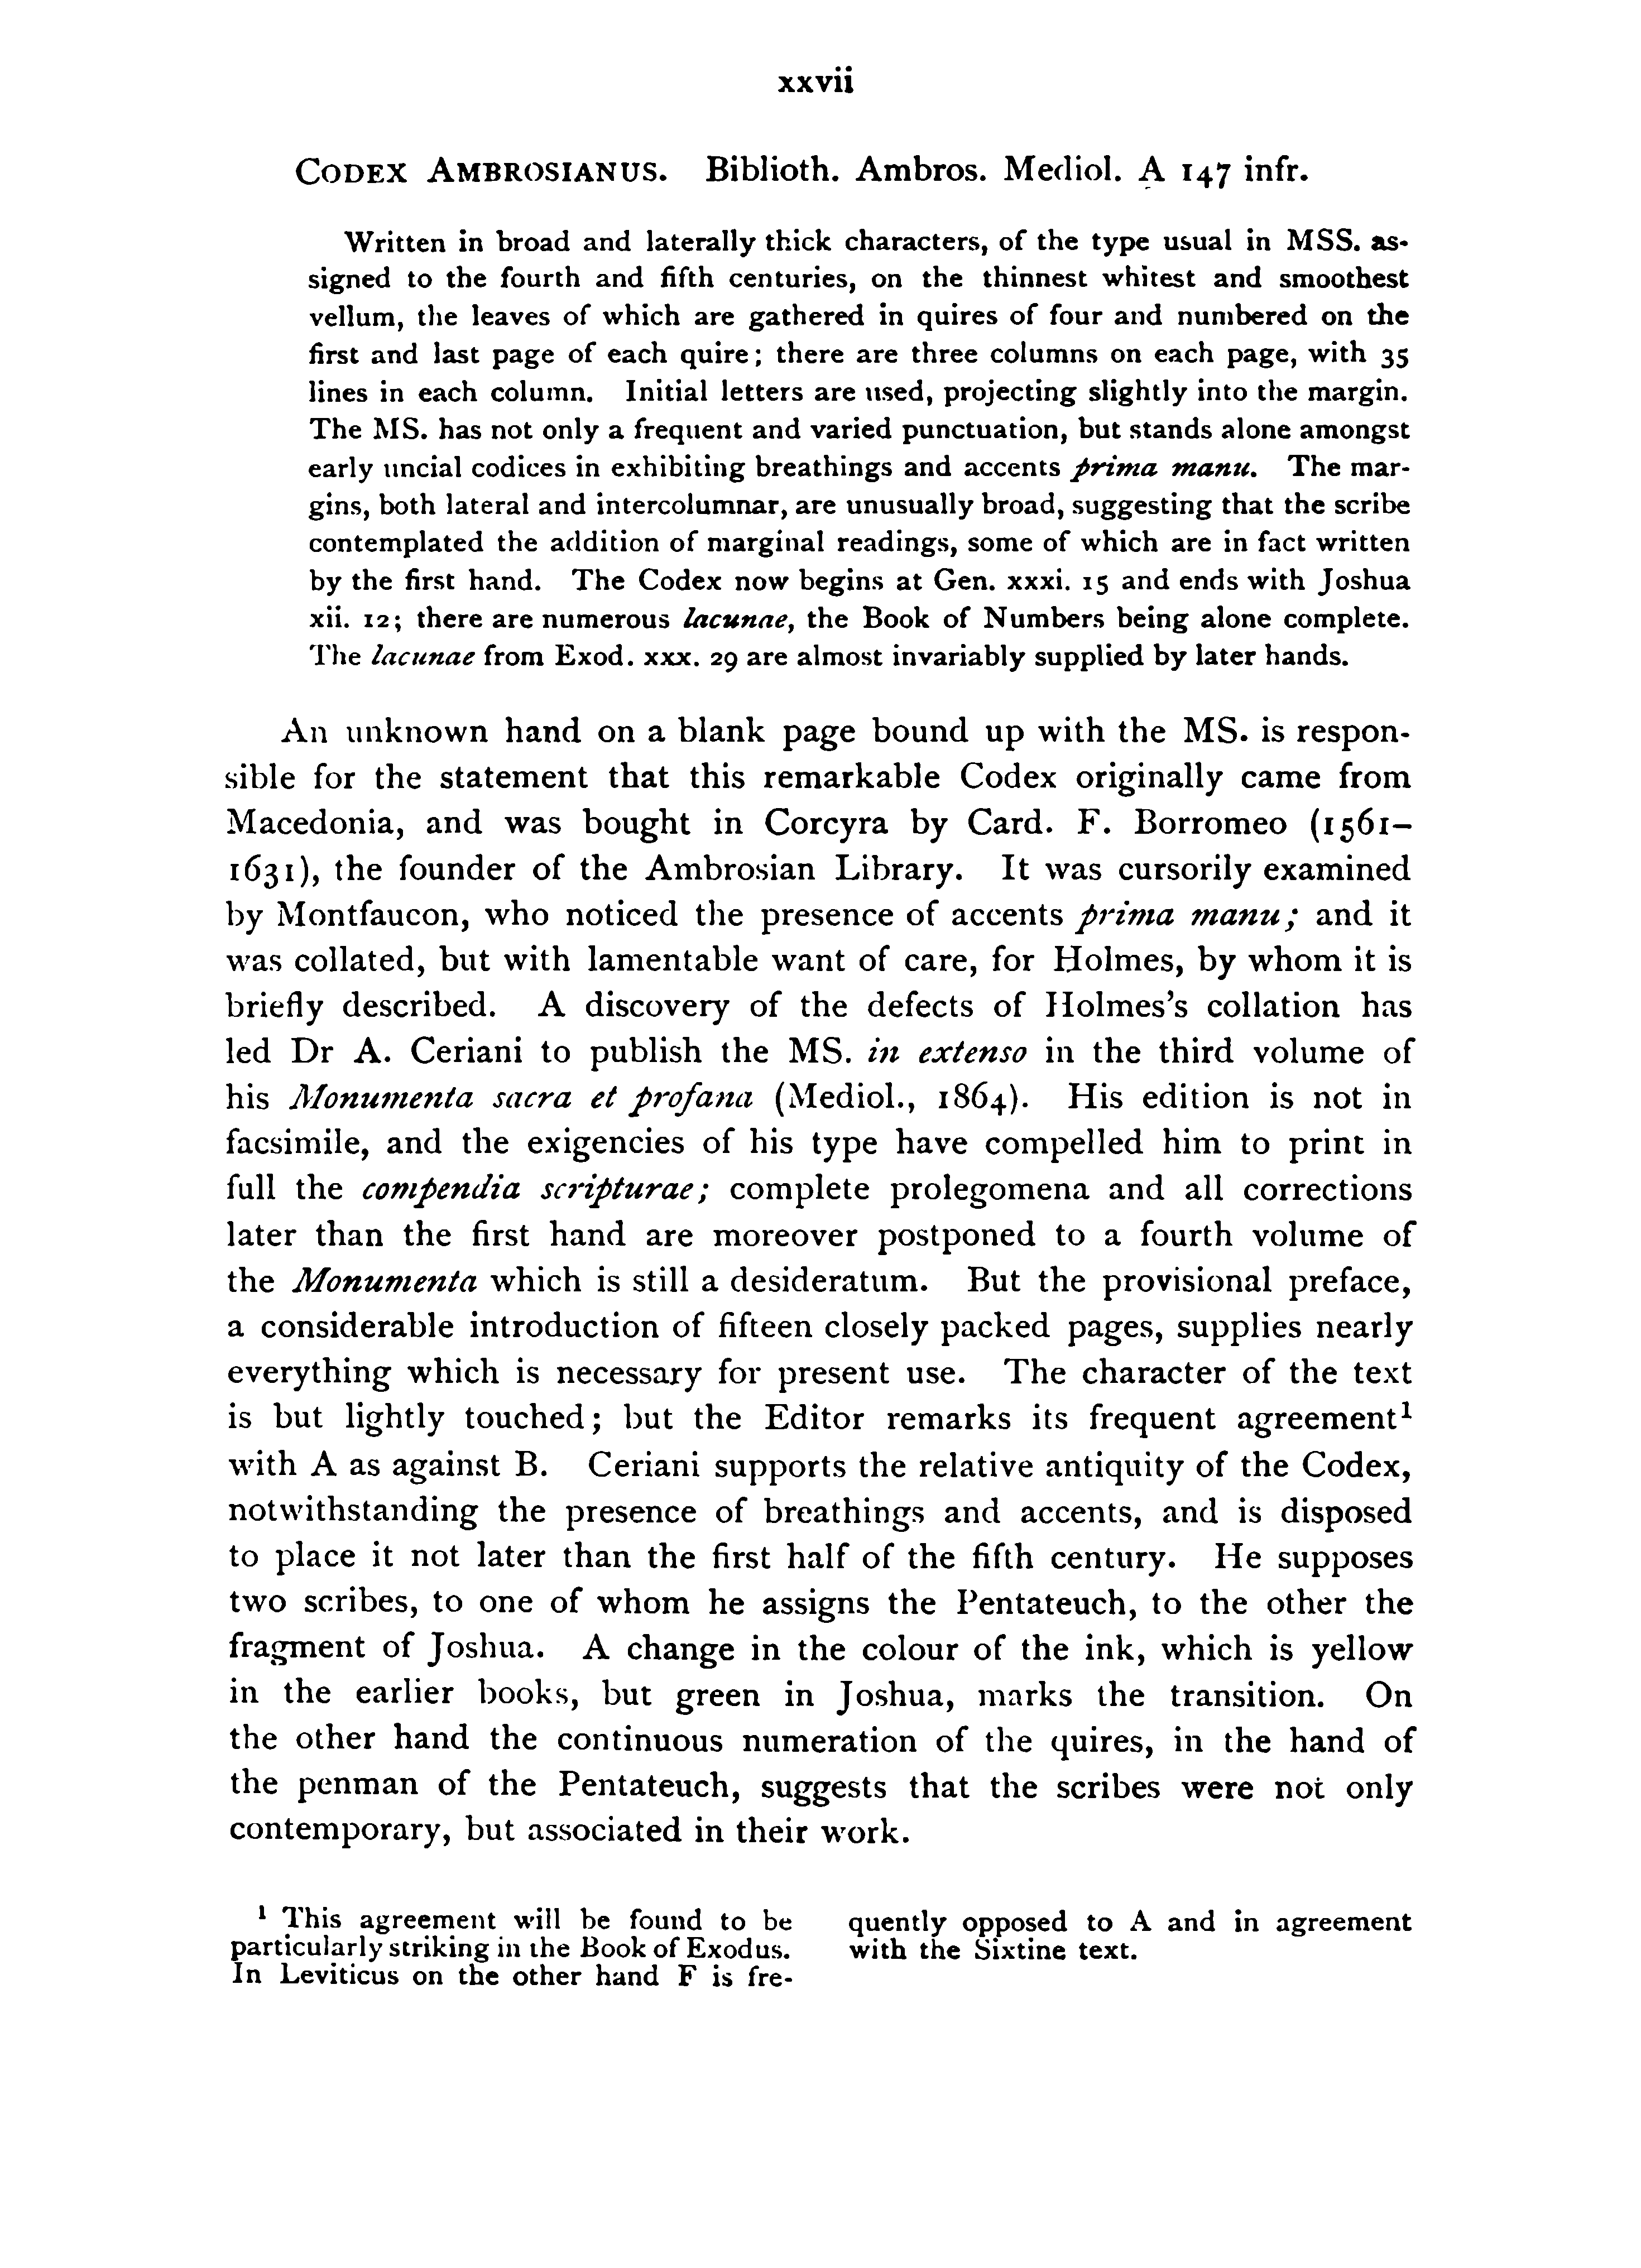 xxvii
CODEX AMBROSIANUS. Biblioth. Ambros. Mediol. A 147 infr.
Written in broad and laterally thick characters, of the type usual in MSS. as-
signed to the fourth and fifth centuries, on the thinnest whitest and smoothest
vellum, the leaves of which are gathered in quires of four and numbered on the
first and last page of each quire; there are three columns on each page, with 35
lines in each column. Initial letters are used, projecting slightly into the margin.
The MS. has not only a frequent and varied punctuation, but stands alone amongst
early uncial codices in exhibiting breathings and accents prima manu. The mar-
gins, both lateral and intercolumnar, are unusually broad, suggesting that the scribe
contemplated the addition of marginal readings, some of which are in fact written
by the first hand. The Codex now begins at Gen. xxxi. 15 and ends with Joshua
xii. 12; there are numerous lacunae, the Book of Numbers being alone complete.
The lacunae from Exod. xxx. 29 are almost invariably supplied by later hands.
An unknown hand on a blank page bound up with the MS. is respon-
sible for the statement that this remarkable Codex originally came from
Macedonia, and was bought in Corcyra by Card. F. Borromeo (1561–
1631), the founder of the Ambrosian Library. It was cursorily examined
by Montfaucon, who noticed the presence of accents prima manu; and it
was collated, but with lamentable want of care, for Holmes, by whom it is
briefly described. A discovery of the defects of Holmes's collation has
led Dr A. Ceriani to publish the MS. in extenso in the third volume of
his Monumenta sacra et profana (Mediol., 1864). His edition is not in
facsimile, and the exigencies of his type have compelled him to print in
full the compendia scripturae; complete prolegomena and all corrections
later than the first hand are moreover postponed to a fourth volume of
the Monumenta which is still a desideratum. But the provisional preface,
a considerable introduction of fifteen closely packed pages, supplies nearly
everything which is necessary for present use. The character of the text
is but lightly touched; but the Editor remarks its frequent agreement¹
with A as against B. Ceriani supports the relative antiquity of the Codex,
notwithstanding the presence of breathings and accents, and is disposed
to place it not later than the first half of the fifth century. He supposes
two scribes, to one of whom he assigns the Pentateuch, to the other the
fragment of Joshua. A change in the colour of the ink, which is yellow
in the earlier books, but green in Joshua, marks the transition. On
the other hand the continuous numeration of the quires, in the hand of
the penman of the Pentateuch, suggests that the scribes were not only
contemporary, but associated in their work.
¹ This agreement will be found to be
particularly striking in the Book of Exodus.
In Leviticus on the other hand F is fre-
quently opposed to A and in agreement
with the Sixtine text.